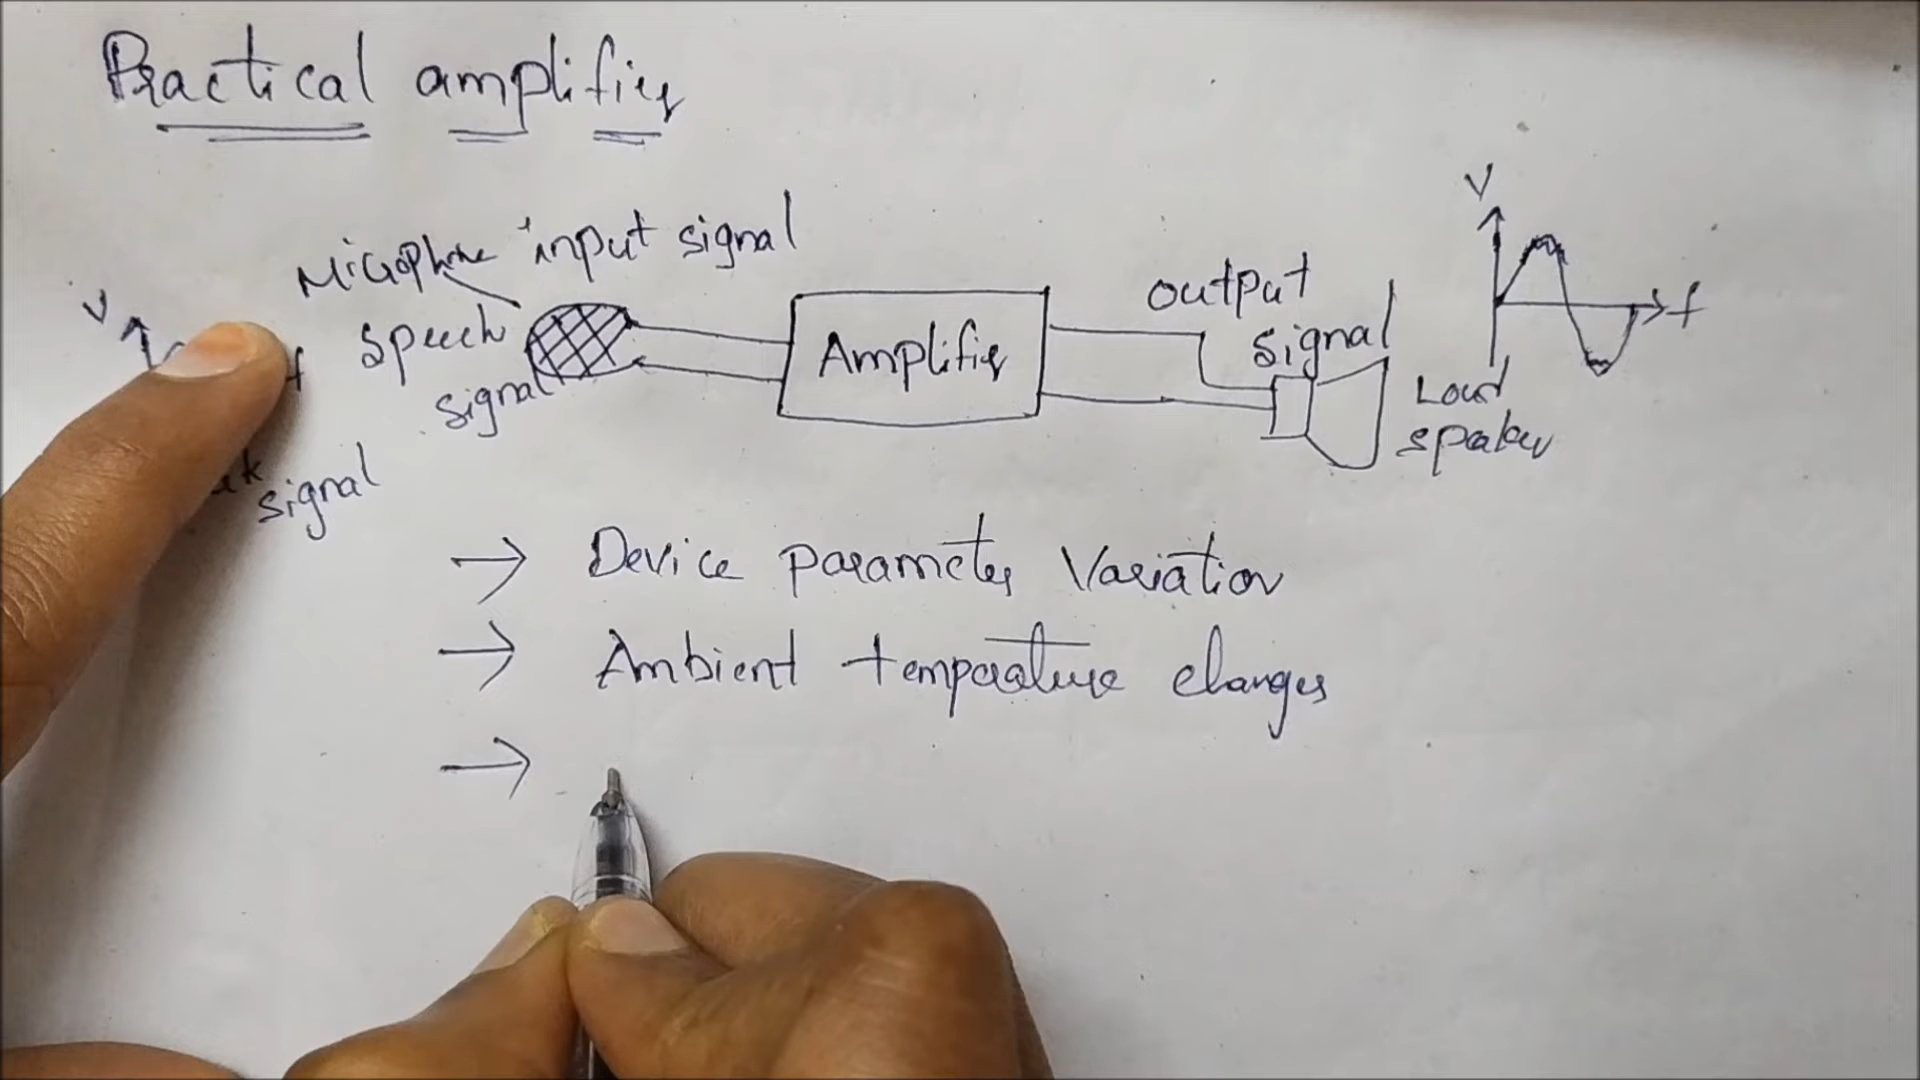 Practical amplifier
Microphone input signal
V
speech
signal
f
signal
Amplifier
output
signal
V
f
Loud
speaker
→ Device parameter Variation
→ Ambient temperature changes
→